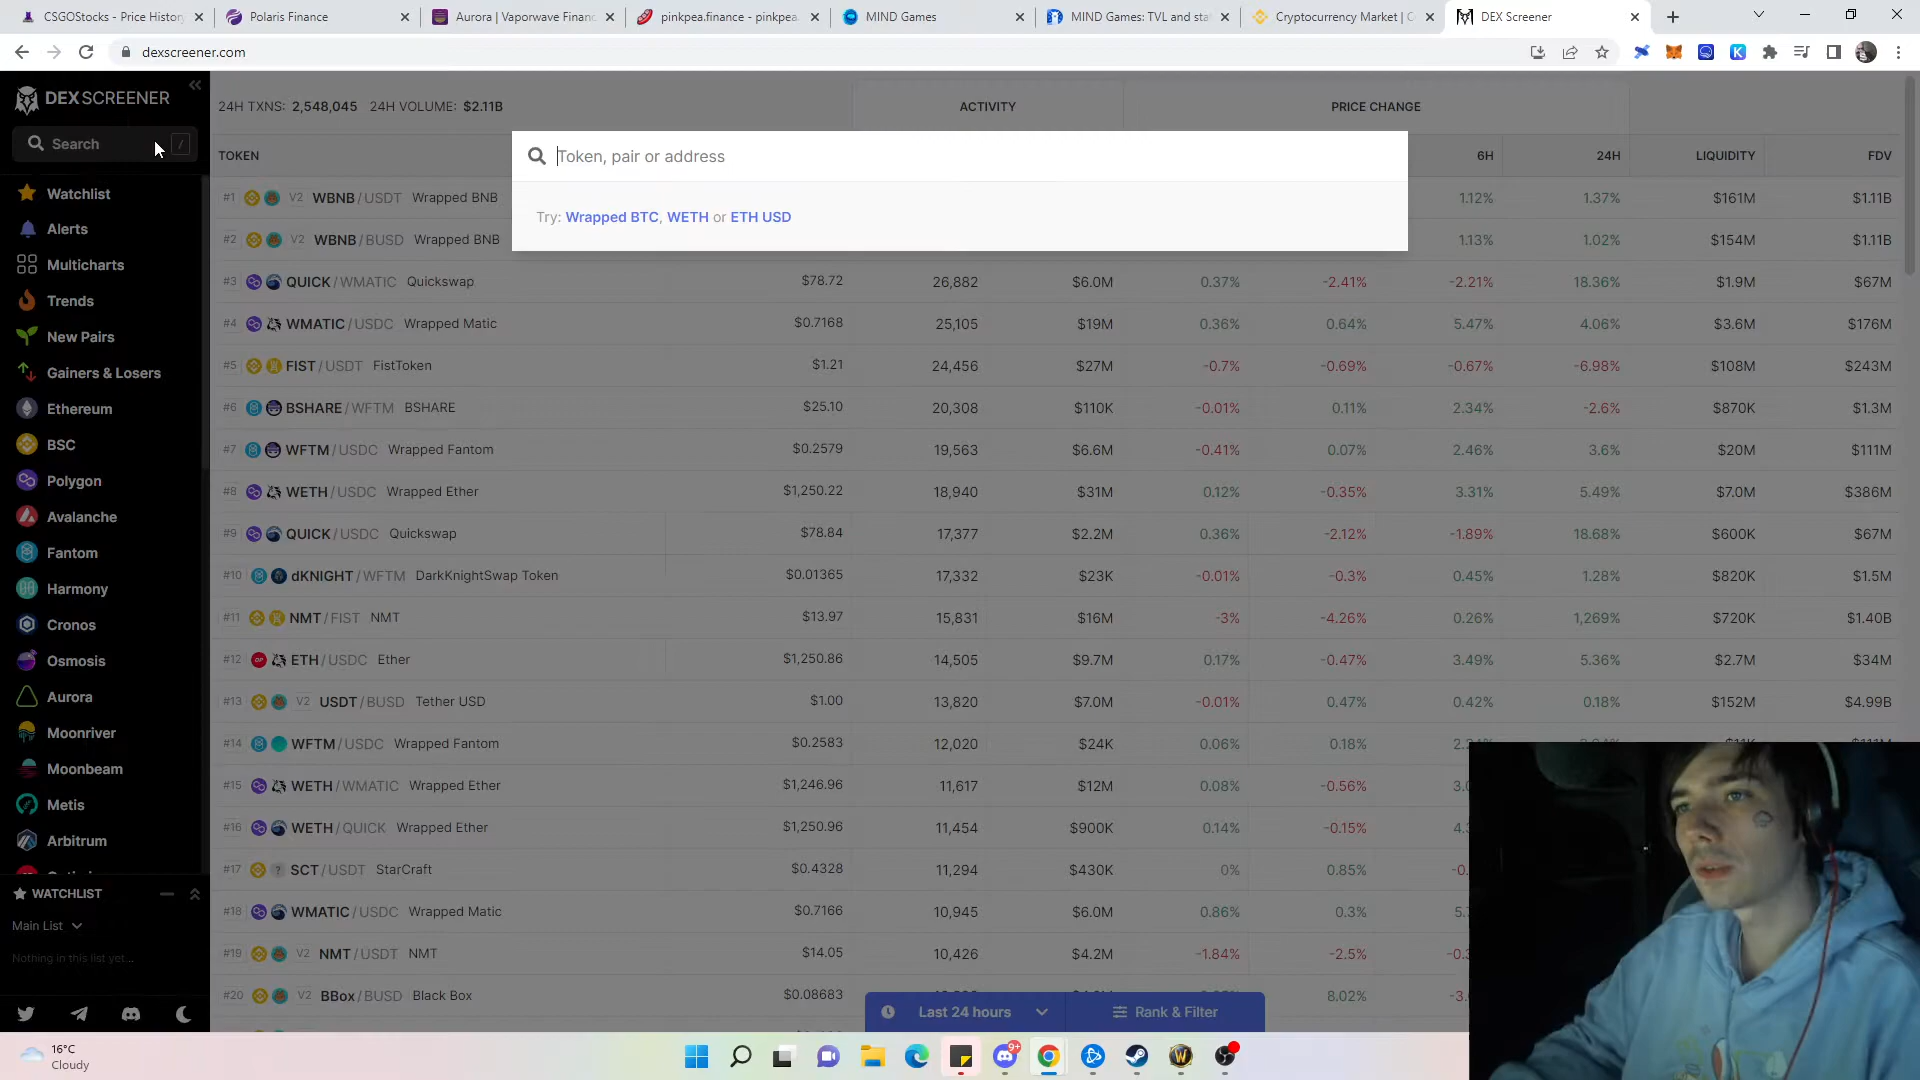 CSGOStocks - Price History
Polaris Finance
Aurora | Vaporwave Financ
pinkpea.finance - pinkpea.
MIND Games
MIND Games: TVL and sta
Cryptocurrency Market | C
DEX Screener
dexscreener.com
DEX SCREENER
Search /
Watchlist
Alerts
Multicharts
Trends
New Pairs
Gainers & Losers
Ethereum
BSC
Polygon
Avalanche
Fantom
Harmony
Cronos
Osmosis
Aurora
Moonriver
Moonbeam
Metis
Arbitrum
WATCHLIST
Main List
Nothing in this list yet...
24H TXNS: 2,548,045 24H VOLUME: $2.11B
ACTIVITY
PRICE CHANGE
TOKEN 6H 24H LIQUIDITY FDV
Token, pair or address
Try: Wrapped BTC, WETH or ETH USD
#1 V2 WBNB/USDT Wrapped BNB 1.12% 1.37% $161M $1.11B
#2 V2 WBNB/BUSD Wrapped BNB 1.13% 1.02% $154M $1.11B
#3 QUICK/WMATIC Quickswap $78.72 26,882 $6.0M 0.37% -2.41% -2.21% 18.36% $1.9M $67M
#4 WMATIC/USDC Wrapped Matic $0.7168 25,105 $19M 0.36% 0.64% 5.47% 4.06% $3.6M $176M
#5 FIST/USDT FistToken $1.21 24,456 $27M -0.7% -0.69% -0.67% -6.98% $108M $243M
#6 BSHARE/WFTM BSHARE $25.10 20,308 $110K -0.01% 0.11% 2.34% -2.6% $870K $1.3M
#7 WFTM/USDC Wrapped Fantom $0.2579 19,563 $6.6M -0.41% 0.07% 2.46% 3.6% $20M $111M
#8 WETH/USDC Wrapped Ether $1,250.22 18,940 $31M 0.12% -0.35% 3.31% 5.49% $7.0M $386M
#9 QUICK/USDC Quickswap $78.84 17,377 $2.2M 0.36% -2.12% -1.89% 18.68% $600K $67M
#10 dKNIGHT/WFTM DarkKnightSwap Token $0.01365 17,332 $23K -0.01% -0.3% 0.45% 1.28% $820K $1.5M
#11 NMT/FIST NMT $13.97 15,831 $16M -3% -4.26% 0.26% 1,269% $720K $1.40B
#12 ETH/USDC Ether $1,250.86 14,505 $9.7M 0.17% -0.47% 3.49% 5.36% $2.7M $34M
#13 V2 USDT/BUSD Tether USD $1.00 13,820 $7.0M -0.01% 0.47% 0.42% 0.18% $152M $4.99B
#14 WFTM/USDC Wrapped Fantom $0.2583 12,020 $24K 0.06% 0.18%
#15 WETH/WMATIC Wrapped Ether $1,246.96 11,617 $12M 0.08% -0.56%
#16 WETH/QUICK Wrapped Ether $1,250.96 11,454 $900K 0.14% -0.15%
#17 SCT/USDT StarCraft $0.4328 11,294 $430K 0% 0.85%
#18 WMATIC/USDC Wrapped Matic $0.7166 10,945 $6.0M 0.86% 0.3%
#19 V2 NMT/USDT NMT $14.05 10,426 $4.2M -1.84% -2.5%
#20 V2 BBox/BUSD Black Box $0.08683 8.02%
Last 24 hours Rank & Filter
16°C
Cloudy
9+